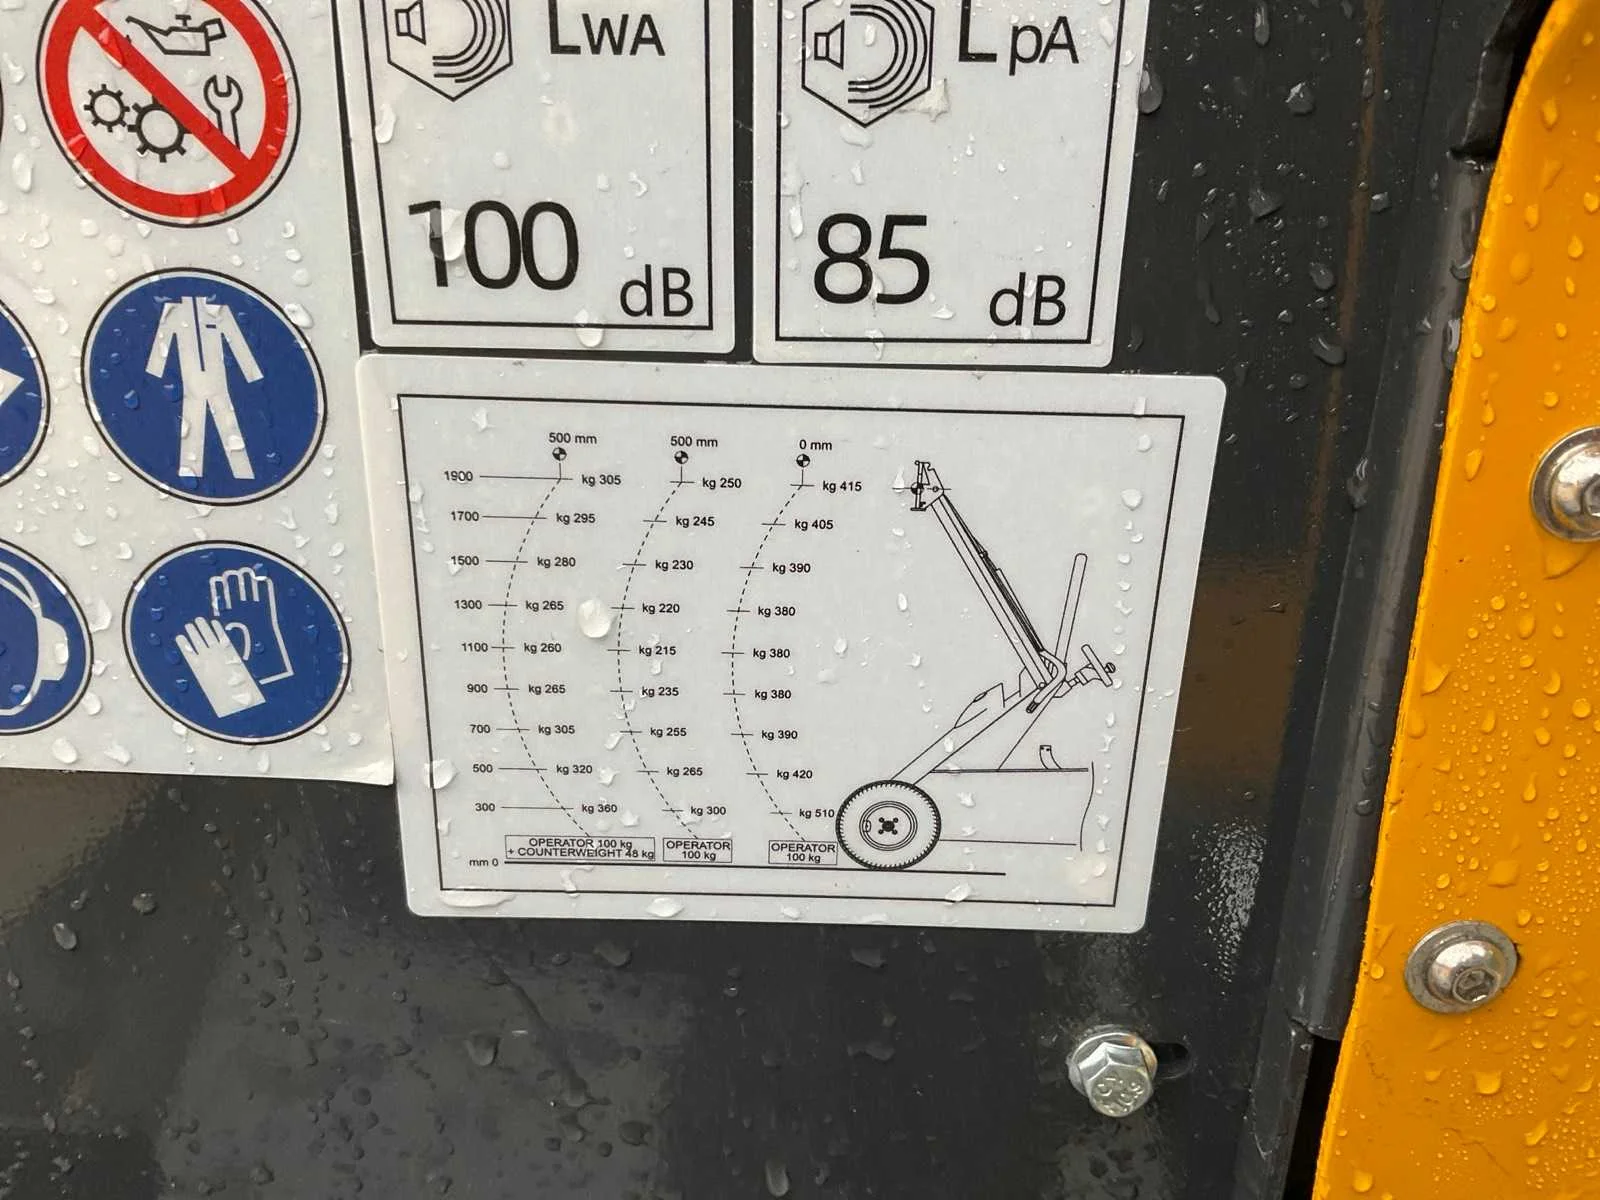 LWA
100 dB
LpA
85 dB
500 mm 500 mm 0 mm
1900 kg 305 kg 250 kg 415
1700 kg 295 kg 245 kg 405
1500 kg 280 kg 230 kg 390
1300 kg 265 kg 220 kg 380
1100 kg 260 kg 215 kg 380
900 kg 265 kg 235 kg 380
700 kg 305 kg 255 kg 390
500 kg 320 kg 265 kg 420
300 kg 360 kg 300 kg 510
OPERATOR 100 kg
+ COUNTERWEIGHT 48 kg
OPERATOR
100 kg
OPERATOR
100 kg
mm 0